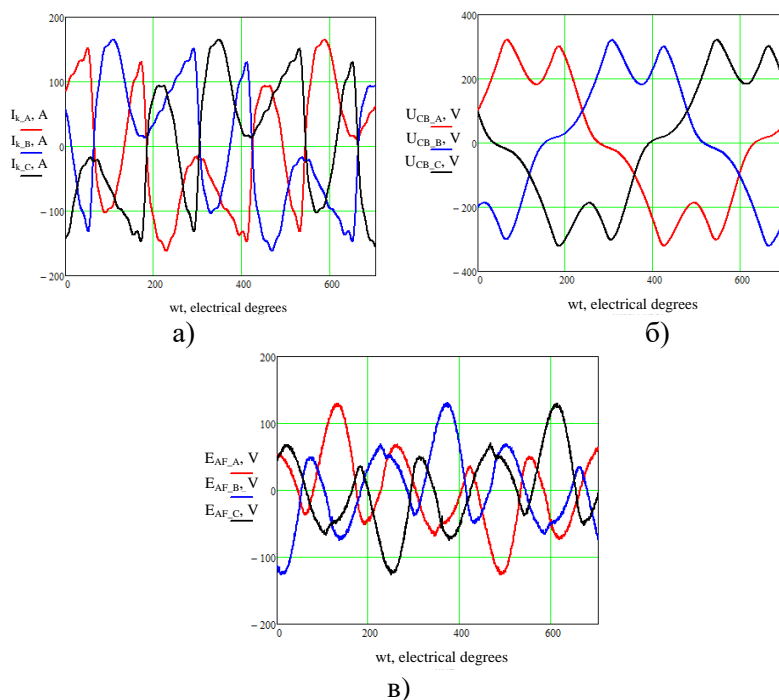 200
100
0
−100
−200
I_k_A, A
I_k_B, A
I_k_C, A
0 200 400 600
wt, electrical degrees
а)
400
200
0
−200
−400
U_CB_A, V
U_CB_B, V
U_CB_C, V
0 200 400 600
wt, electrical degrees
б)
200
100
0
−100
−200
E_AF_A, V
E_AF_B, V
E_AF_C, V
0 200 400 600
wt, electrical degrees
в)